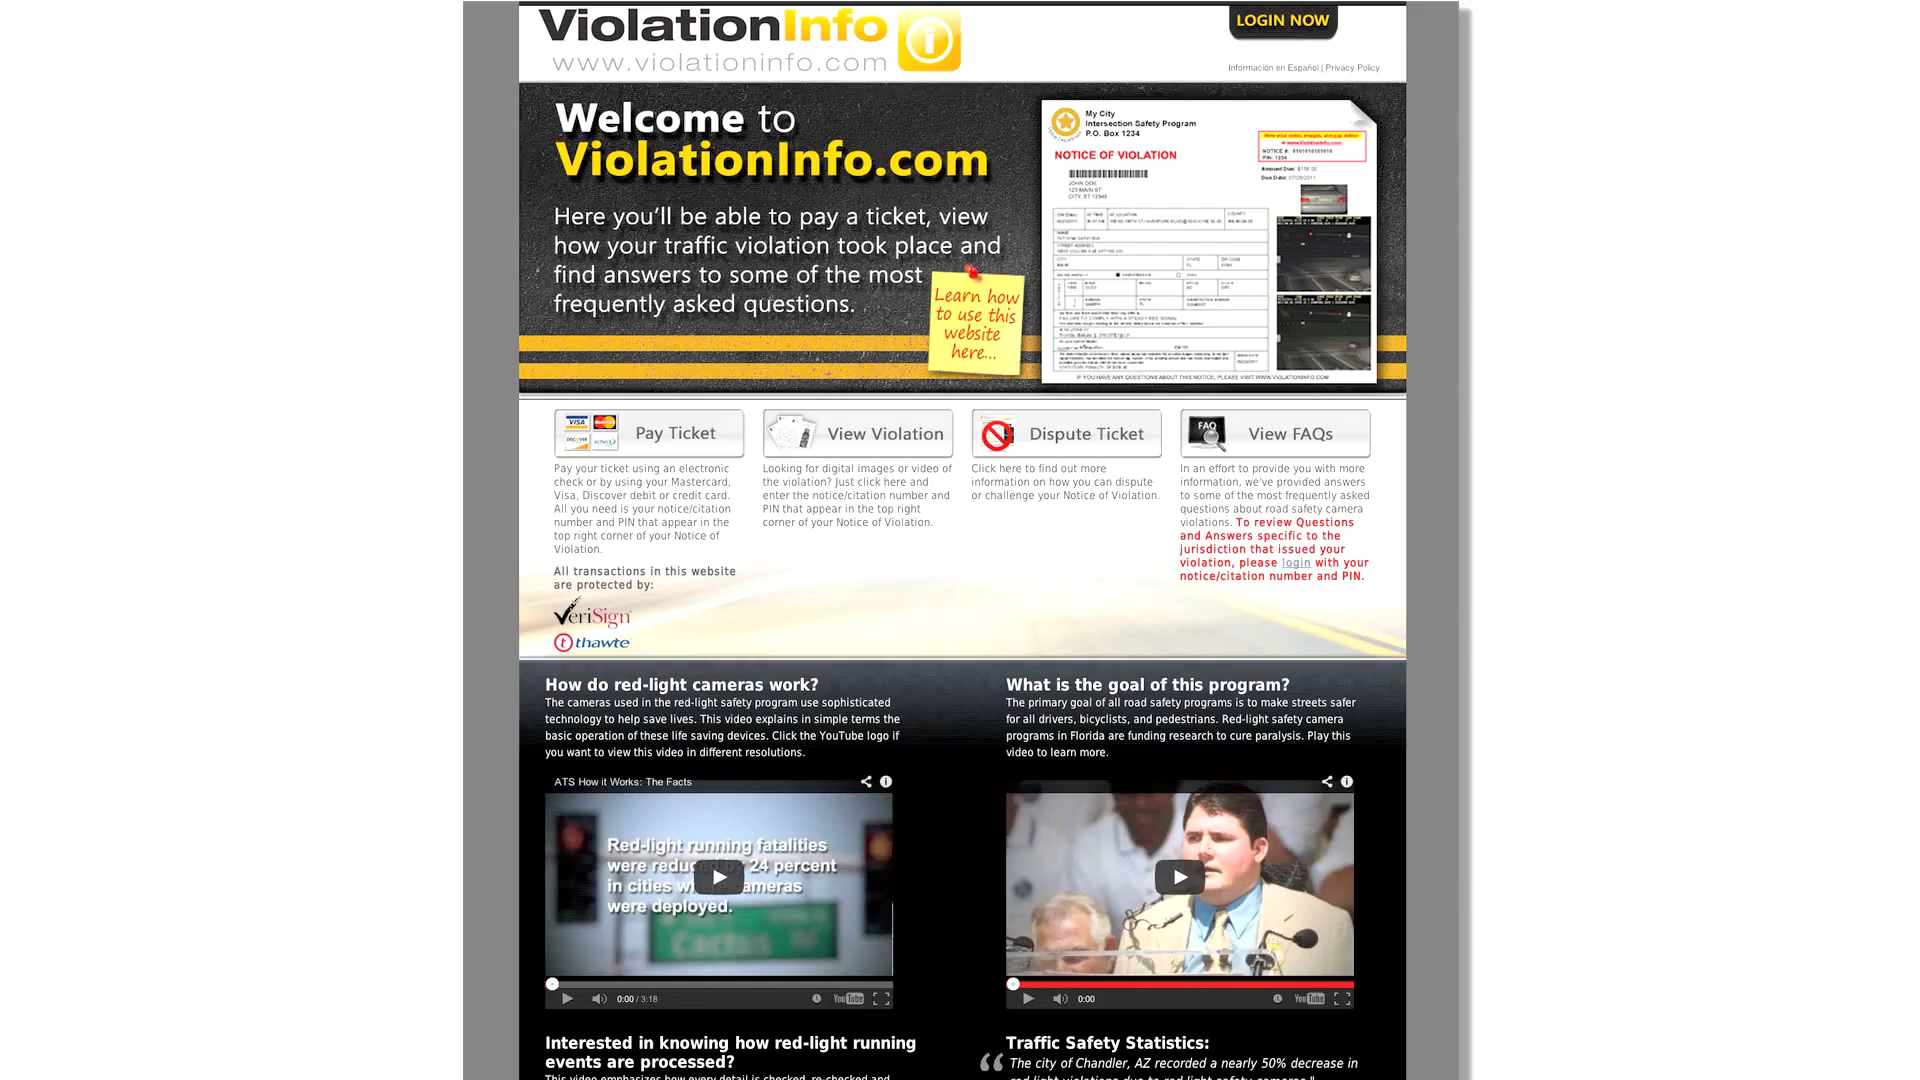 ViolationInfo
www.violationinfo.com
LOGIN NOW
Información en Español | Privacy Policy
Welcome to
ViolationInfo.com
Here you'll be able to pay a ticket, view
how your traffic violation took place and
find answers to some of the most
frequently asked questions.
Learn how
to use this
website
here...
My City
Intersection Safety Program
P.O. Box 1234
NOTICE OF VIOLATION
NOTICE #: 0101010101010
PIN: 1234
Amount Due: $158.00
Due Date: 07/20/2011
JOHN DOE
123 MAIN ST
CITY, ST 12345
IF YOU HAVE ANY QUESTIONS ABOUT THIS NOTICE, PLEASE VISIT WWW.VIOLATIONINFO.COM
VISA MasterCard
DISCOVER echeck
Pay Ticket
Pay your ticket using an electronic
check or by using your Mastercard,
Visa, Discover debit or credit card.
All you need is your notice/citation
number and PIN that appear in the
top right corner of your Notice of
Violation.
All transactions in this website
are protected by:
VeriSign
thawte
View Violation
Looking for digital images or video of
the violation? Just click here and
enter the notice/citation number and
PIN that appear in the top right
corner of your Notice of Violation.
Dispute Ticket
Click here to find out more
information on how you can dispute
or challenge your Notice of Violation.
FAQ
View FAQs
In an effort to provide you with more
information, we've provided answers
to some of the most frequently asked
questions about road safety camera
violations. To review Questions
and Answers specific to the
jurisdiction that issued your
violation, please login with your
notice/citation number and PIN.
How do red-light cameras work?
The cameras used in the red-light safety program use sophisticated
technology to help save lives. This video explains in simple terms the
basic operation of these life saving devices. Click the YouTube logo if
you want to view this video in different resolutions.
ATS How it Works: The Facts
Red-light running fatalities
were reduced by 24 percent
in cities where cameras
were deployed.
Cactus
0:00 / 3:18
YouTube
What is the goal of this program?
The primary goal of all road safety programs is to make streets safer
for all drivers, bicyclists, and pedestrians. Red-light safety camera
programs in Florida are funding research to cure paralysis. Play this
video to learn more.
0:00
YouTube
Interested in knowing how red-light running
events are processed?
This video emphasizes how every detail is checked, re-checked and
Traffic Safety Statistics:
“The city of Chandler, AZ recorded a nearly 50% decrease in
red light violations due to red light safety cameras."